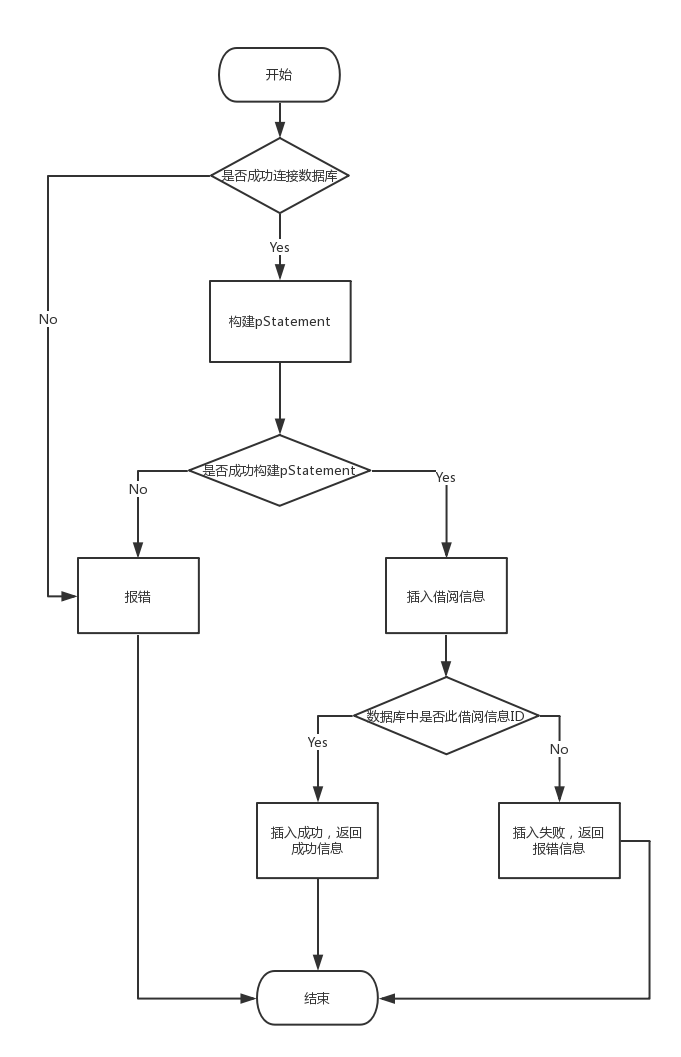 开始
是否成功连接数据库
Yes
No
构建pStatement
是否成功构建pStatement
No
Yes
报错
插入借阅信息
数据库中是否此借阅信息ID
Yes
No
插入成功，返回
成功信息
插入失败，返回
报错信息
结束